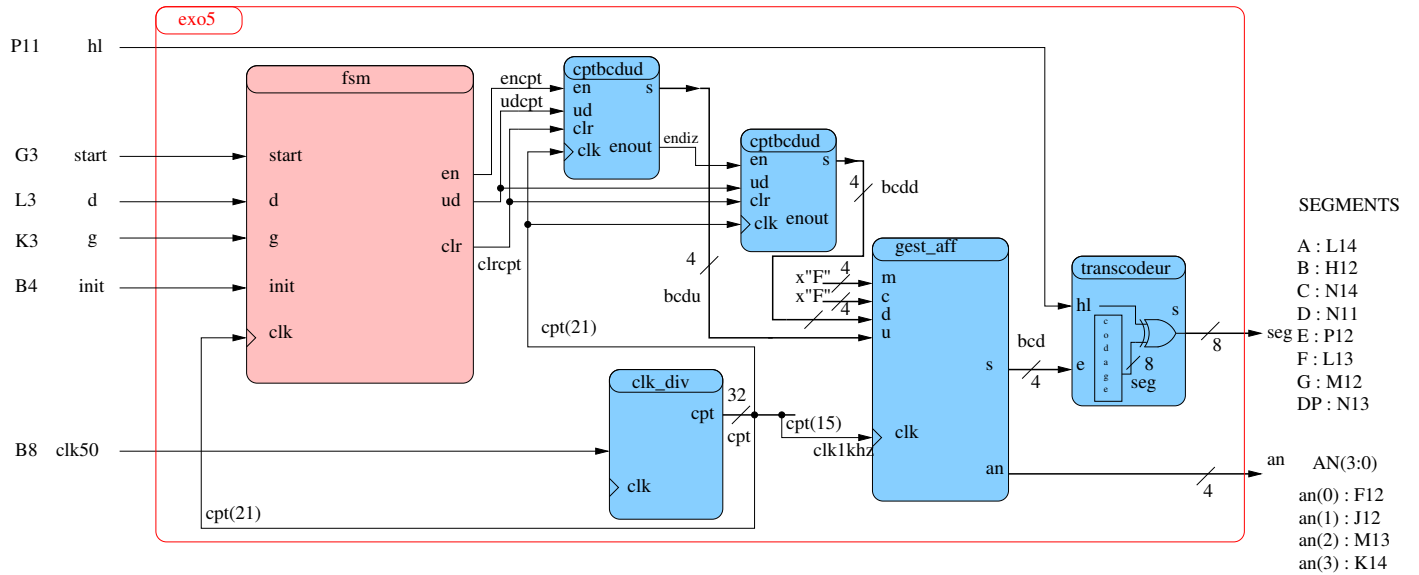 exo5
P11 hl
fsm
cptbcdud
encpt
en s
udcpt
ud
clr
clk enout
endiz
cptbcdud
en s
ud
clr
clk enout
4
bcdd
G3 start
start
en
L3 d
d
ud
K3 g
g
clr
clrcpt
B4 init
init
clk
4
bcdu
cpt(21)
gest_aff
x"F"
4
m
x"F"
4
c
d
u
s
clk
an
bcd
4
transcodeur
hl
s
codage
8
seg
e
8
seg
SEGMENTS
A : L14
B : H12
C : N14
D : N11
E : P12
F : L13
G : M12
DP : N13
clk_div
cpt
32
cpt
clk
cpt(15)
clk1khz
B8 clk50
cpt(21)
4
an
AN(3:0)
an(0) : F12
an(1) : J12
an(2) : M13
an(3) : K14